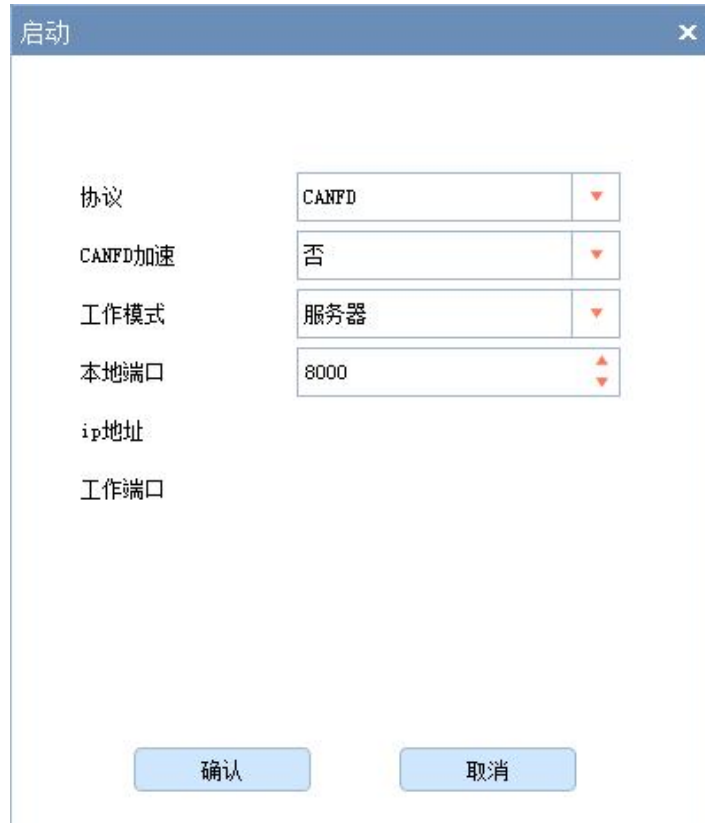 启动
协议 CANFD
CANFD加速 否
工作模式 服务器
本地端口 8000
ip地址
工作端口
确认 取消